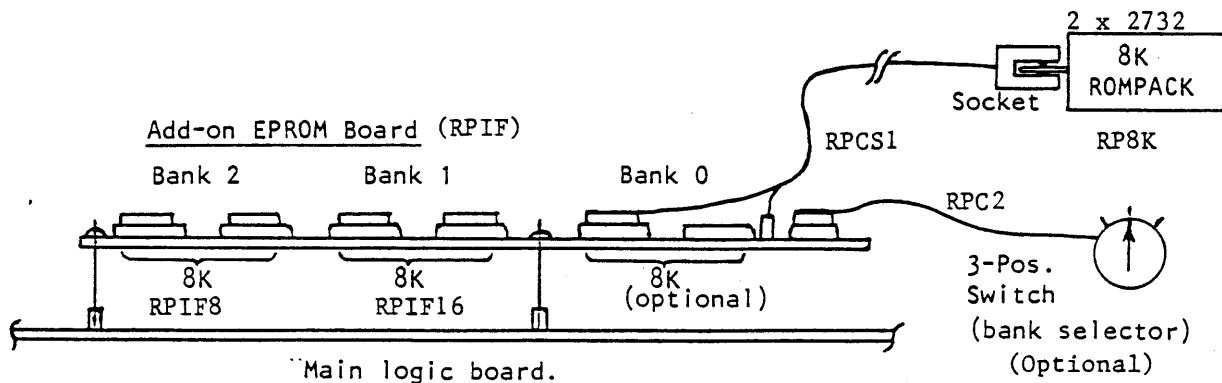 2 x 2732
8K
ROMPACK
Socket
RP8K
RPCS1
Add-on EPROM Board (RPIF)
Bank 2 Bank 1 Bank 0
RPC2
8K 8K 8K
RPIF8 RPIF16 (optional)
3-Pos.
Switch
(bank selector)
(Optional)
Main logic board.